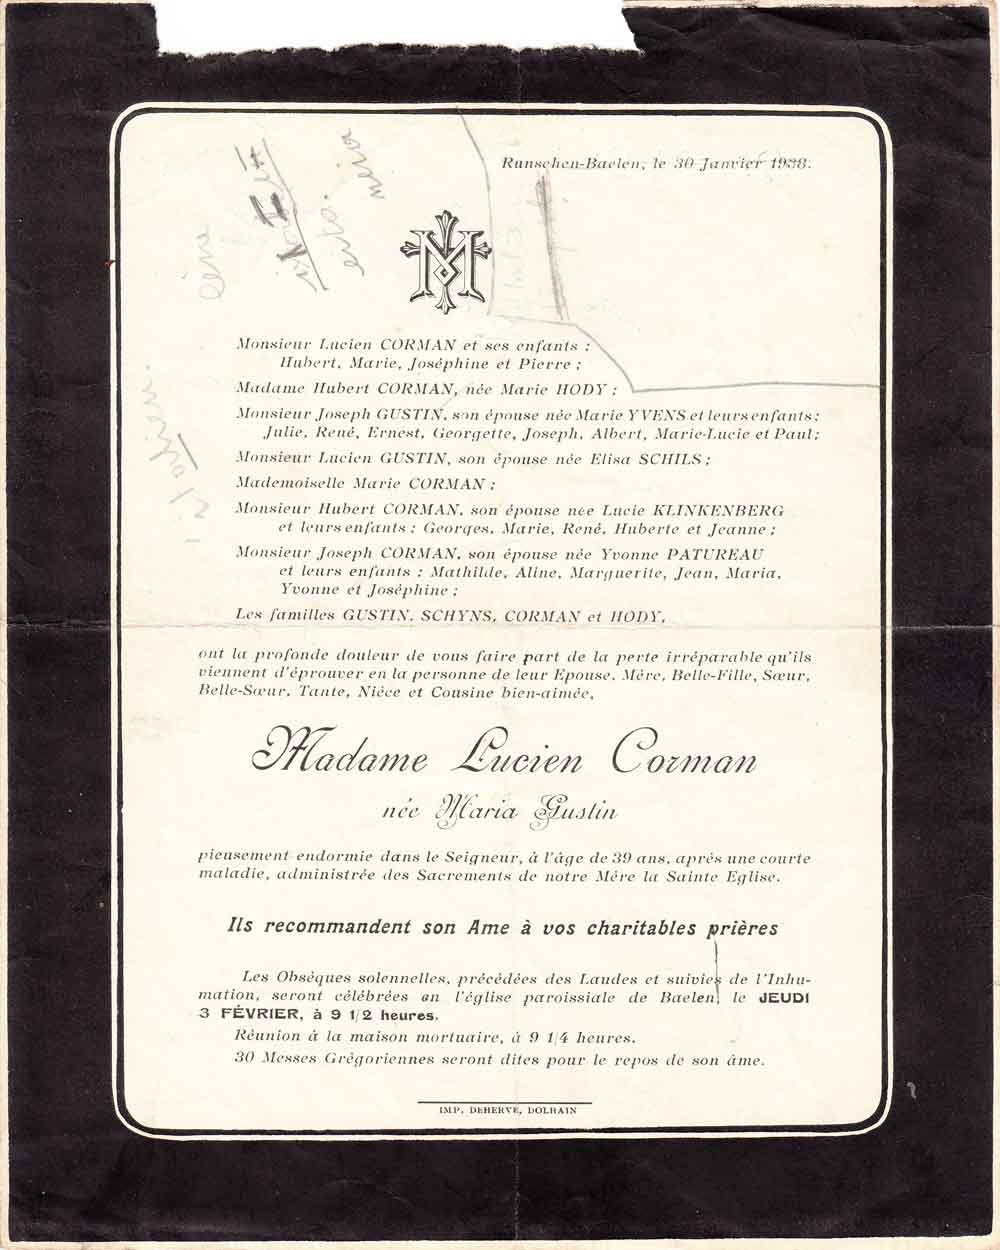 Runschen-Baelen, le 30 Janvier 1938.
M
Monsieur Lucien CORMAN et ses enfants :
Hubert, Marie, Joséphine et Pierre ;
Madame Hubert CORMAN, née Marie HODY ;
Monsieur Joseph GUSTIN, son épouse née Marie YVENS et leurs enfants :
Julie, René, Ernest, Georgette, Joseph, Albert, Marie-Lucie et Paul ;
Monsieur Lucien GUSTIN, son épouse née Elisa SCHILS ;
Mademoiselle Marie CORMAN ;
Monsieur Hubert CORMAN, son épouse née Lucie KLINKENBERG
et leurs enfants : Georges, Marie, René, Huberte et Jeanne ;
Monsieur Joseph CORMAN, son épouse née Yvonne PATUREAU
et leurs enfants : Mathilde, Aline, Marguerite, Jean, Maria,
Yvonne et Joséphine ;
Les familles GUSTIN, SCHYNS, CORMAN et HODY,
ont la profonde douleur de vous faire part de la perte irréparable qu'ils
viennent d'éprouver en la personne de leur Epouse, Mére, Belle-Fille, Sœur,
Belle-Sœur, Tante, Niéce et Cousine bien-aimée,
Madame Lucien Corman
née Maria Gustin
pieusement endormie dans le Seigneur, à l'âge de 39 ans, aprés une courte
maladie, administrée des Sacrements de notre Mére la Sainte Eglise.
Ils recommandent son Ame à vos charitables prières
Les Obséques solennelles, précédées des Laudes et suivies de l'Inhu-
mation, seront célébrées en l'église paroissiale de Baelen, le JEUDI
3 FÉVRIER, à 9 1/2 heures.
Réunion à la maison mortuaire, à 9 1/4 heures.
30 Messes Grégoriennes seront dites pour le repos de son âme.
IMP. DEHERVE, DOLHAIN